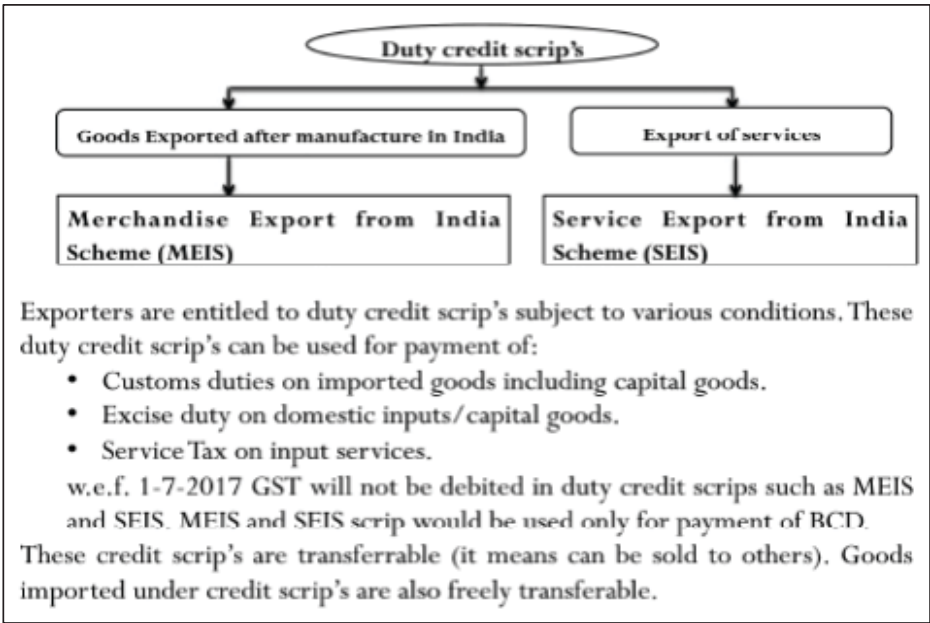 Duty credit scrip's
Goods Exported after manufacture in India
Export of services
Merchandise Export from India
Scheme (MEIS)
Service Export from India
Scheme (SEIS)
Exporters are entitled to duty credit scrip's subject to various conditions. These
duty credit scrip's can be used for payment of:
• Customs duties on imported goods including capital goods.
• Excise duty on domestic inputs/capital goods.
• Service Tax on input services.
w.e.f. 1-7-2017 GST will not be debited in duty credit scrips such as MEIS
and SEIS. MEIS and SEIS scrip would be used only for payment of BCD.
These credit scrip's are transferrable (it means can be sold to others). Goods
imported under credit scrip's are also freely transferable.